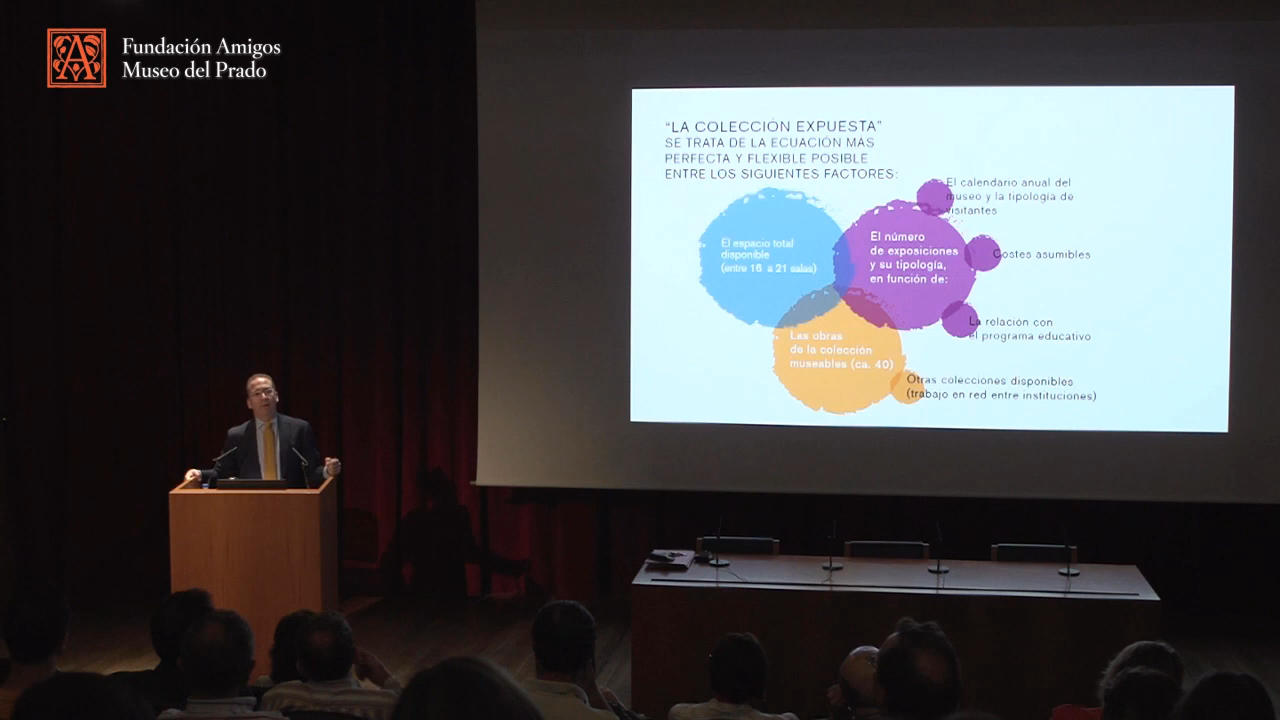 Fundación Amigos
Museo del Prado
“LA COLECCIÓN EXPUESTA”
SE TRATA DE LA ECUACIÓN MÁS
PERFECTA Y FLEXIBLE POSIBLE
ENTRE LOS SIGUIENTES FACTORES:
El espacio total
disponible
(entre 16 a 21 salas)
El número
de exposiciones
y su tipología,
en función de:
El calendario anual del
museo y la tipología de
visitantes
Costes asumibles
La relación con
el programa educativo
Las obras
de la colección
museables (ca. 40)
Otras colecciones disponibles
(trabajo en red entre instituciones)